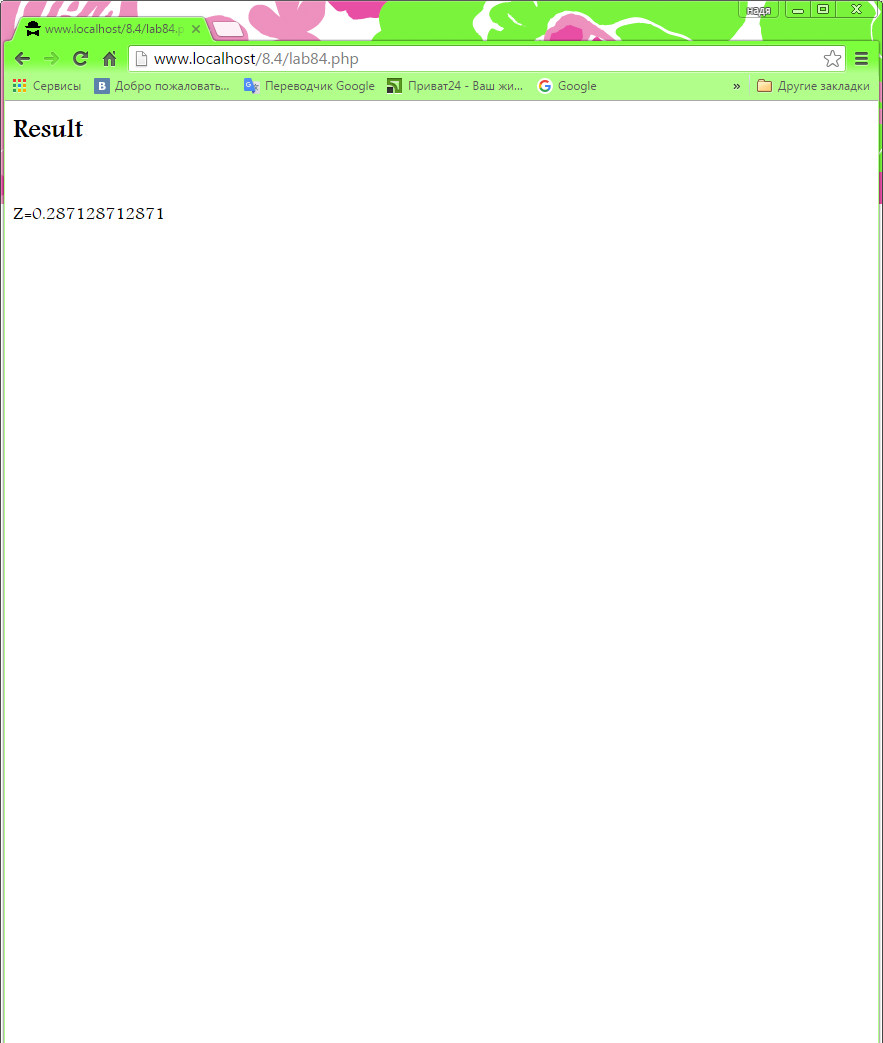 надя
www.localhost/8.4/lab84.p
www.localhost/8.4/lab84.php
Сервисы Добро пожаловать... Переводчик Google Приват24 - Ваш жи... Google » Другие закладки
Result
Z=0.287128712871